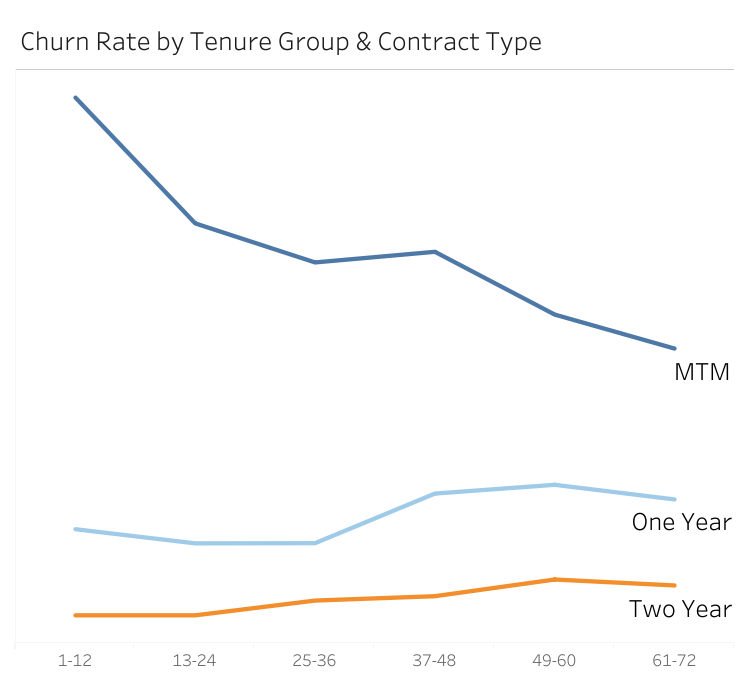 Churn Rate by Tenure Group & Contract Type
MTM
One Year
Two Year
1-12 13-24 25-36 37-48 49-60 61-72